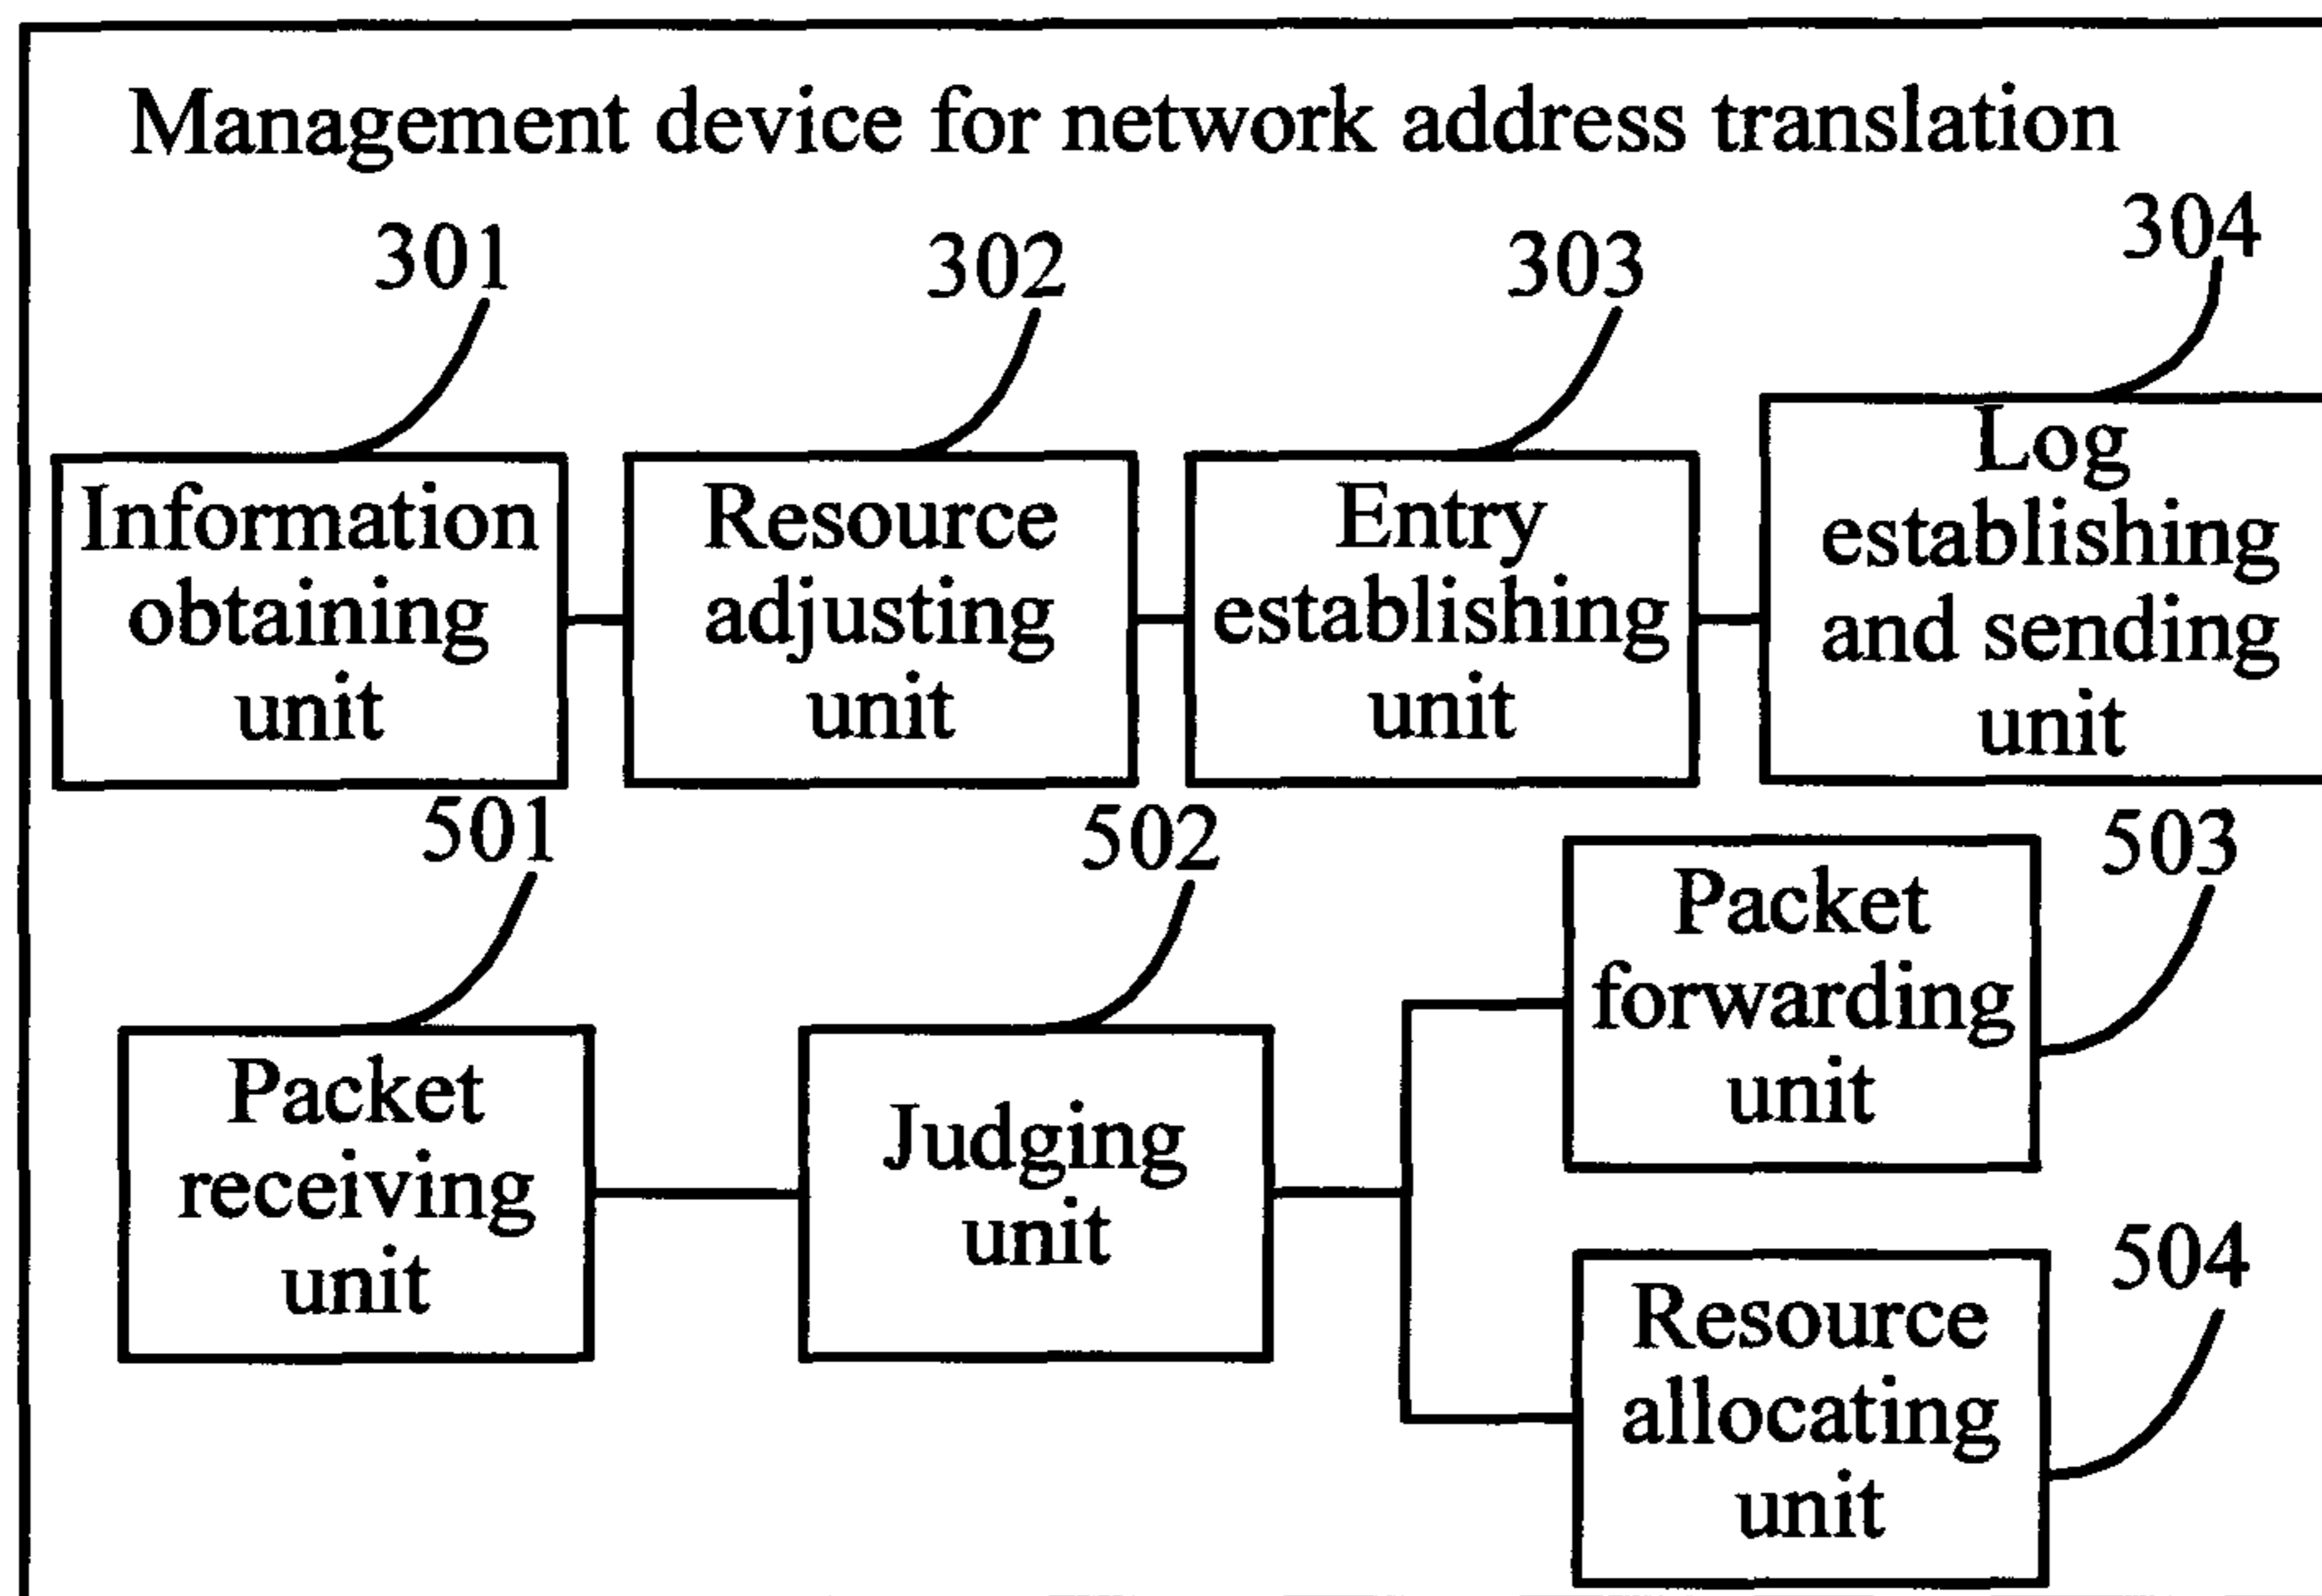 Management device for network address translation
301
302
303
304
Information
obtaining
unit
Resource
adjusting
unit
Entry
establishing
unit
Log
establishing
and sending
unit
501
502
503
Packet
receiving
unit
Judging
unit
Packet
forwarding
unit
504
Resource
allocating
unit